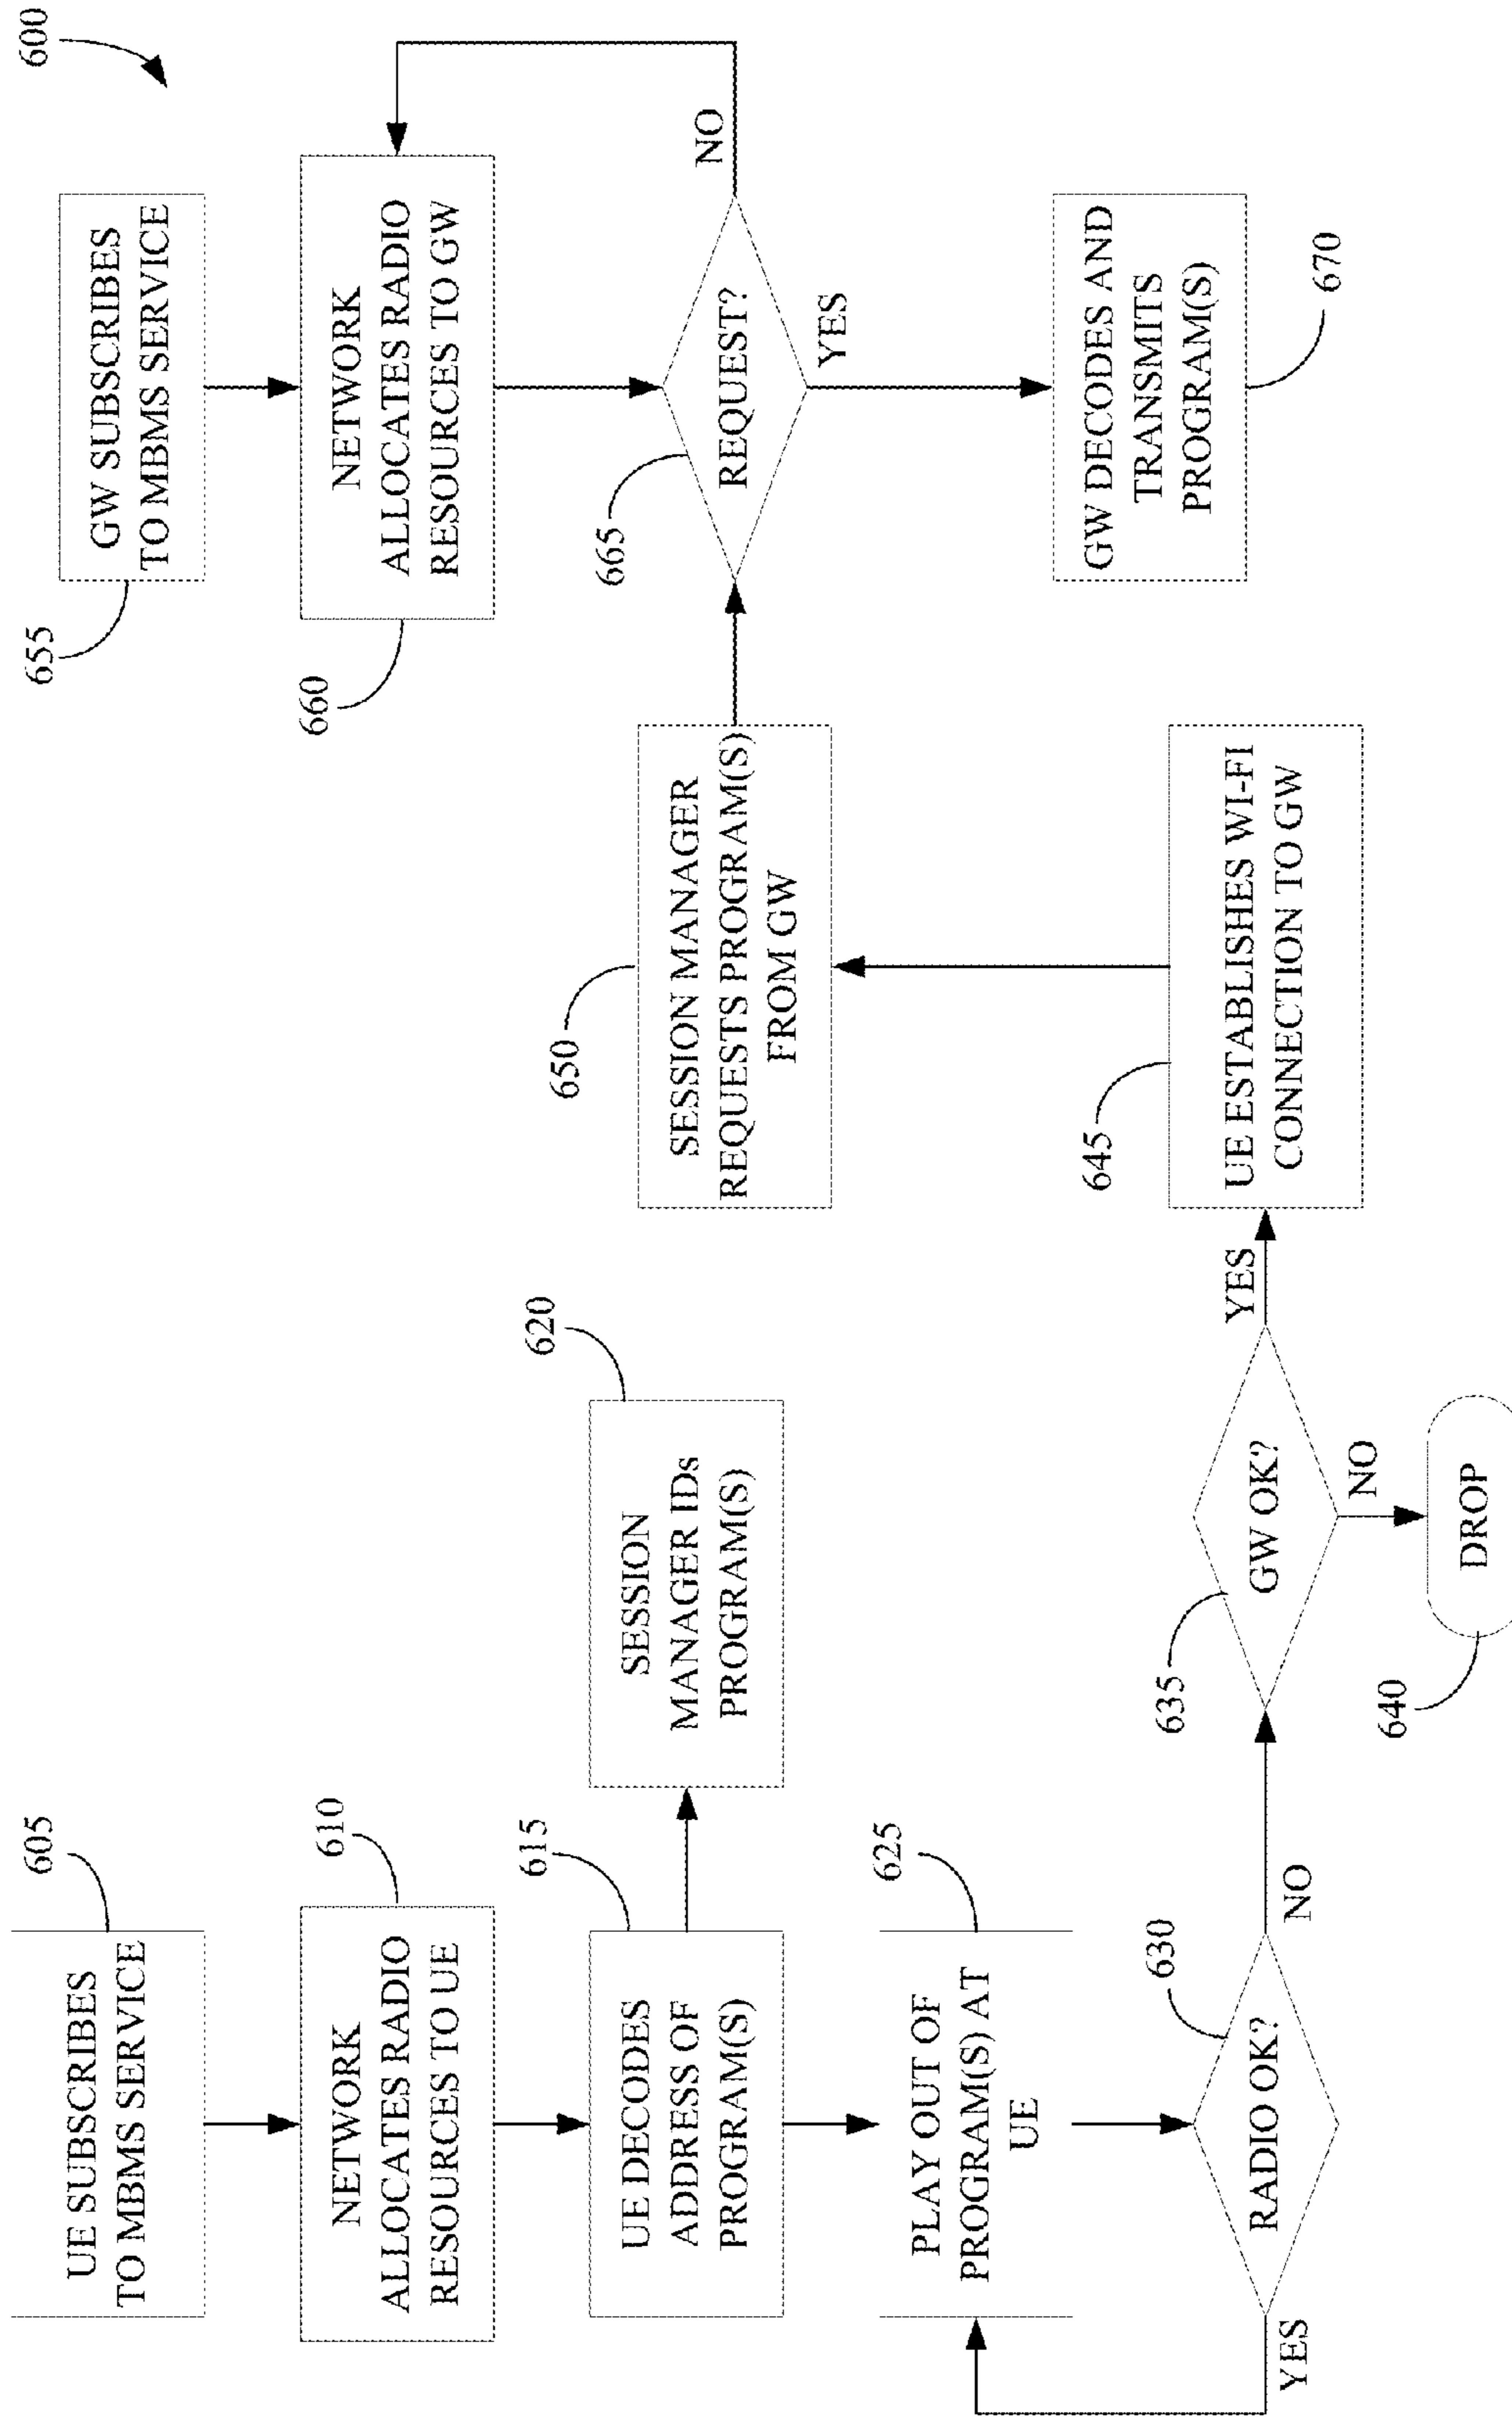 600
605
UE SUBSCRIBES
TO MBMS SERVICE
610
NETWORK
ALLOCATES RADIO
RESOURCES TO UE
615
UE DECODES
ADDRESS OF
PROGRAM(S)
620
SESSION
MANAGER IDs
PROGRAM(S)
625
PLAY OUT OF
PROGRAM(S) AT
UE
630
RADIO OK?
YES
NO
635
GW OK?
NO
YES
640
DROP
645
UE ESTABLISHES WI-FI
CONNECTION TO GW
650
SESSION MANAGER
REQUESTS PROGRAM(S)
FROM GW
655
GW SUBSCRIBES
TO MBMS SERVICE
660
NETWORK
ALLOCATES RADIO
RESOURCES TO GW
665
REQUEST?
NO
YES
GW DECODES AND
TRANSMITS
PROGRAM(S)
670